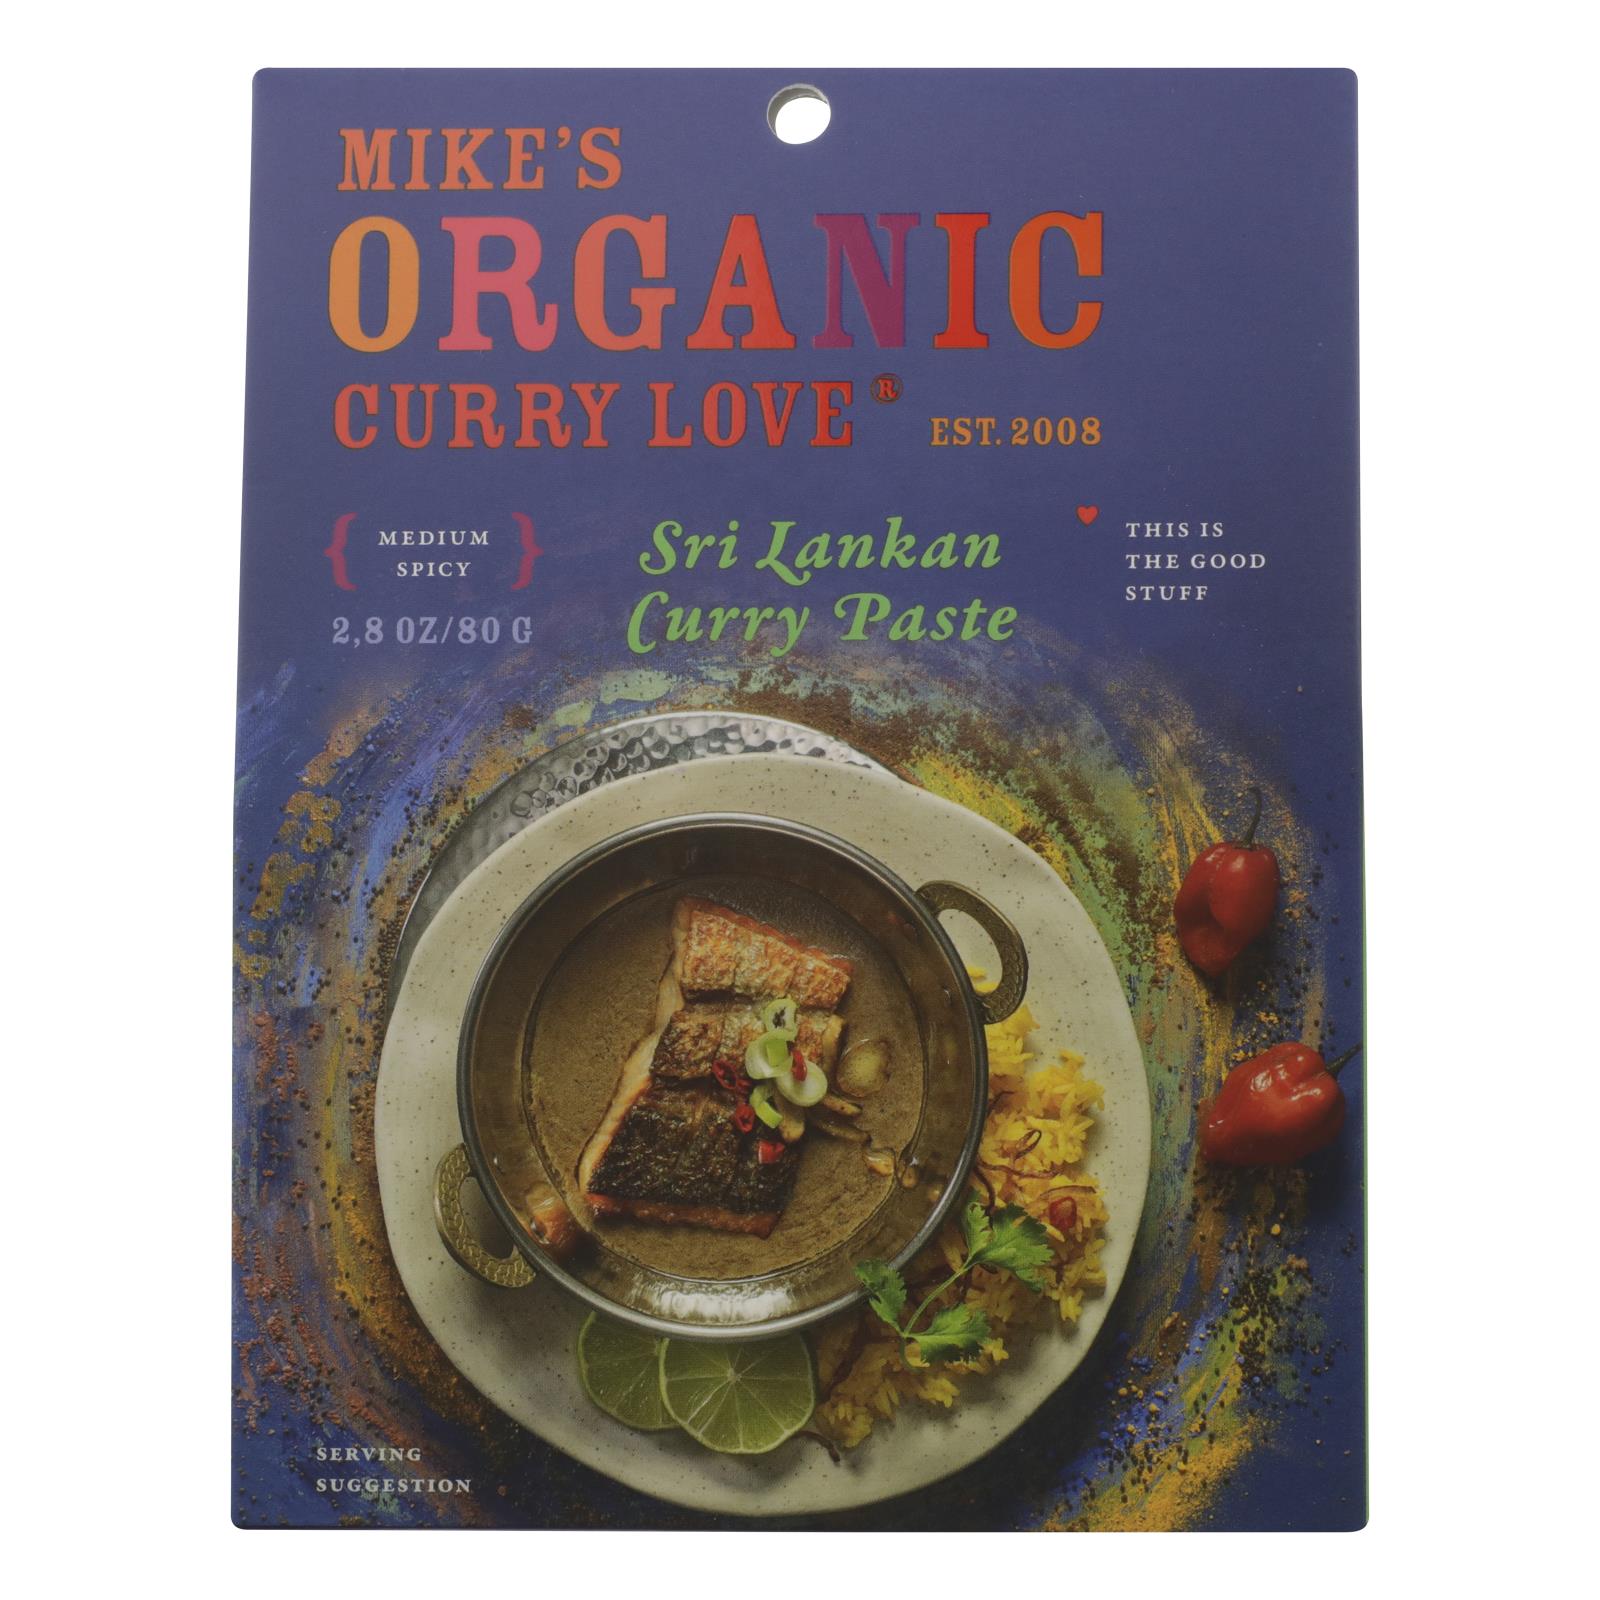 MIKE'S
ORGANIC
CURRY LOVE®
EST. 2008
MEDIUM
SPICY
2,8 OZ/80 G
Sri Lankan
Curry Paste
THIS IS
THE GOOD
STUFF
SERVING
SUGGESTION